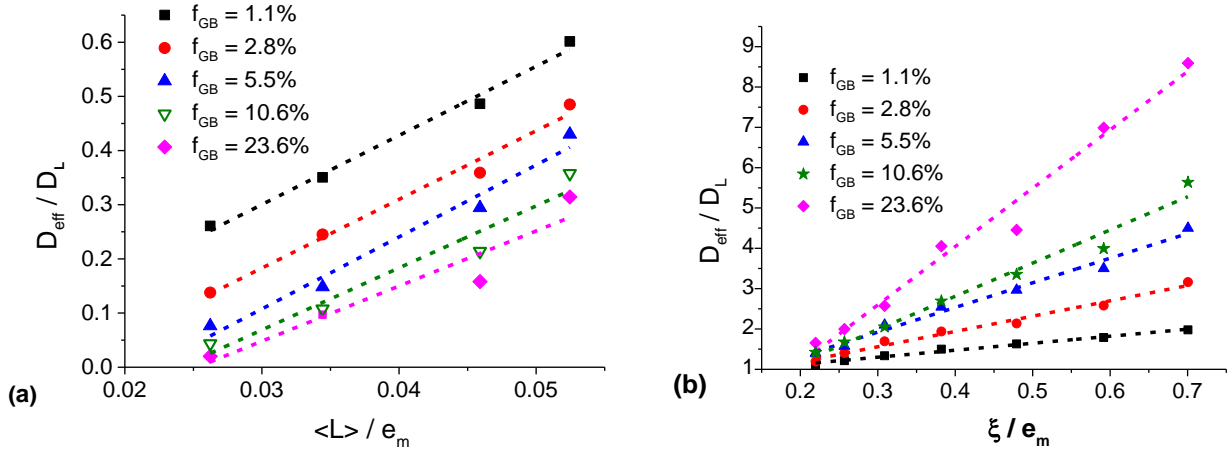 f_GB = 1.1%
f_GB = 2.8%
f_GB = 5.5%
f_GB = 10.6%
f_GB = 23.6%
0.6
0.5
0.4
0.3
0.2
0.1
0.0
D_eff / D_L
0.02
0.03
0.04
0.05
<L> / e_m
(a)
f_GB = 1.1%
f_GB = 2.8%
f_GB = 5.5%
f_GB = 10.6%
f_GB = 23.6%
9
8
7
6
5
4
3
2
1
D_eff / D_L
0.2
0.3
0.4
0.5
0.6
0.7
ξ / e_m
(b)